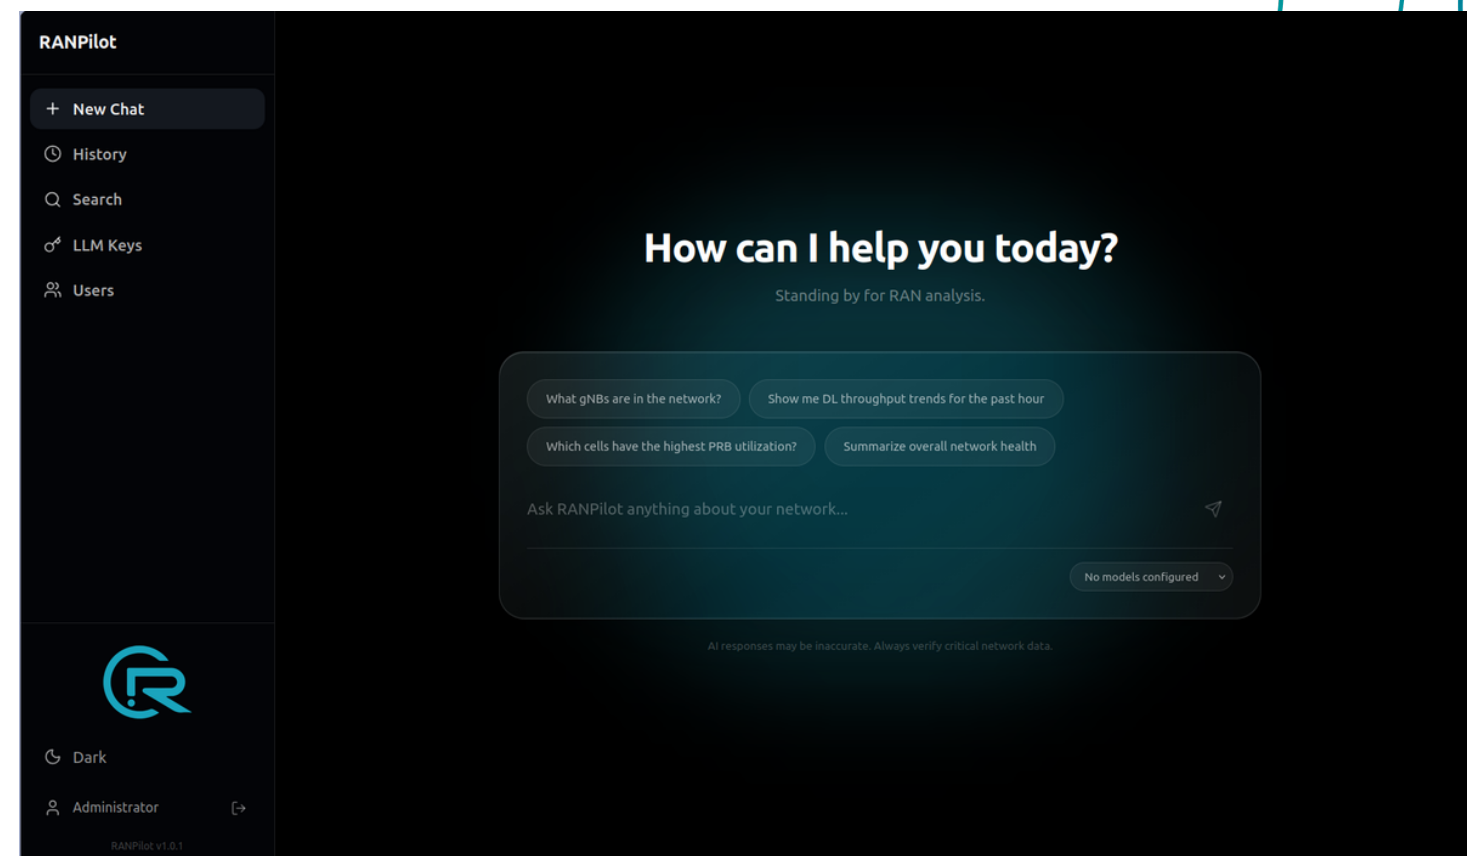 RANPilot
New Chat
History
Search
LLM Keys
Users
How can I help you today?
Standing by for RAN analysis.
What gNBs are in the network?
Show me DL throughput trends for the past hour
Which cells have the highest PRB utilization?
Summarize overall network health
Ask RANPilot anything about your network...
No models configured
AI responses may be inaccurate. Always verify critical network data.
Dark
Administrator
RANPilot v1.0.1